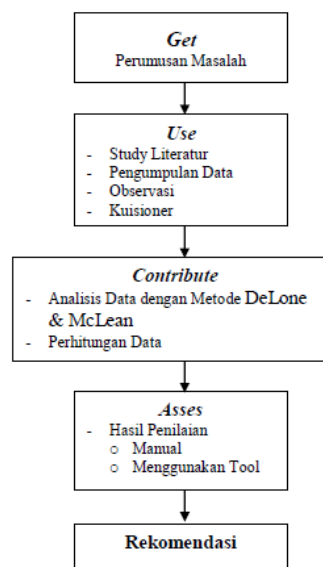 Get
Perumusan Masalah
Use
- Study Literatur
- Pengumpulan Data
- Observasi
- Kuisioner
Contribute
- Analisis Data dengan Metode DeLone
& McLean
- Perhitungan Data
Asses
- Hasil Penilaian
o Manual
o Menggunakan Tool
Rekomendasi